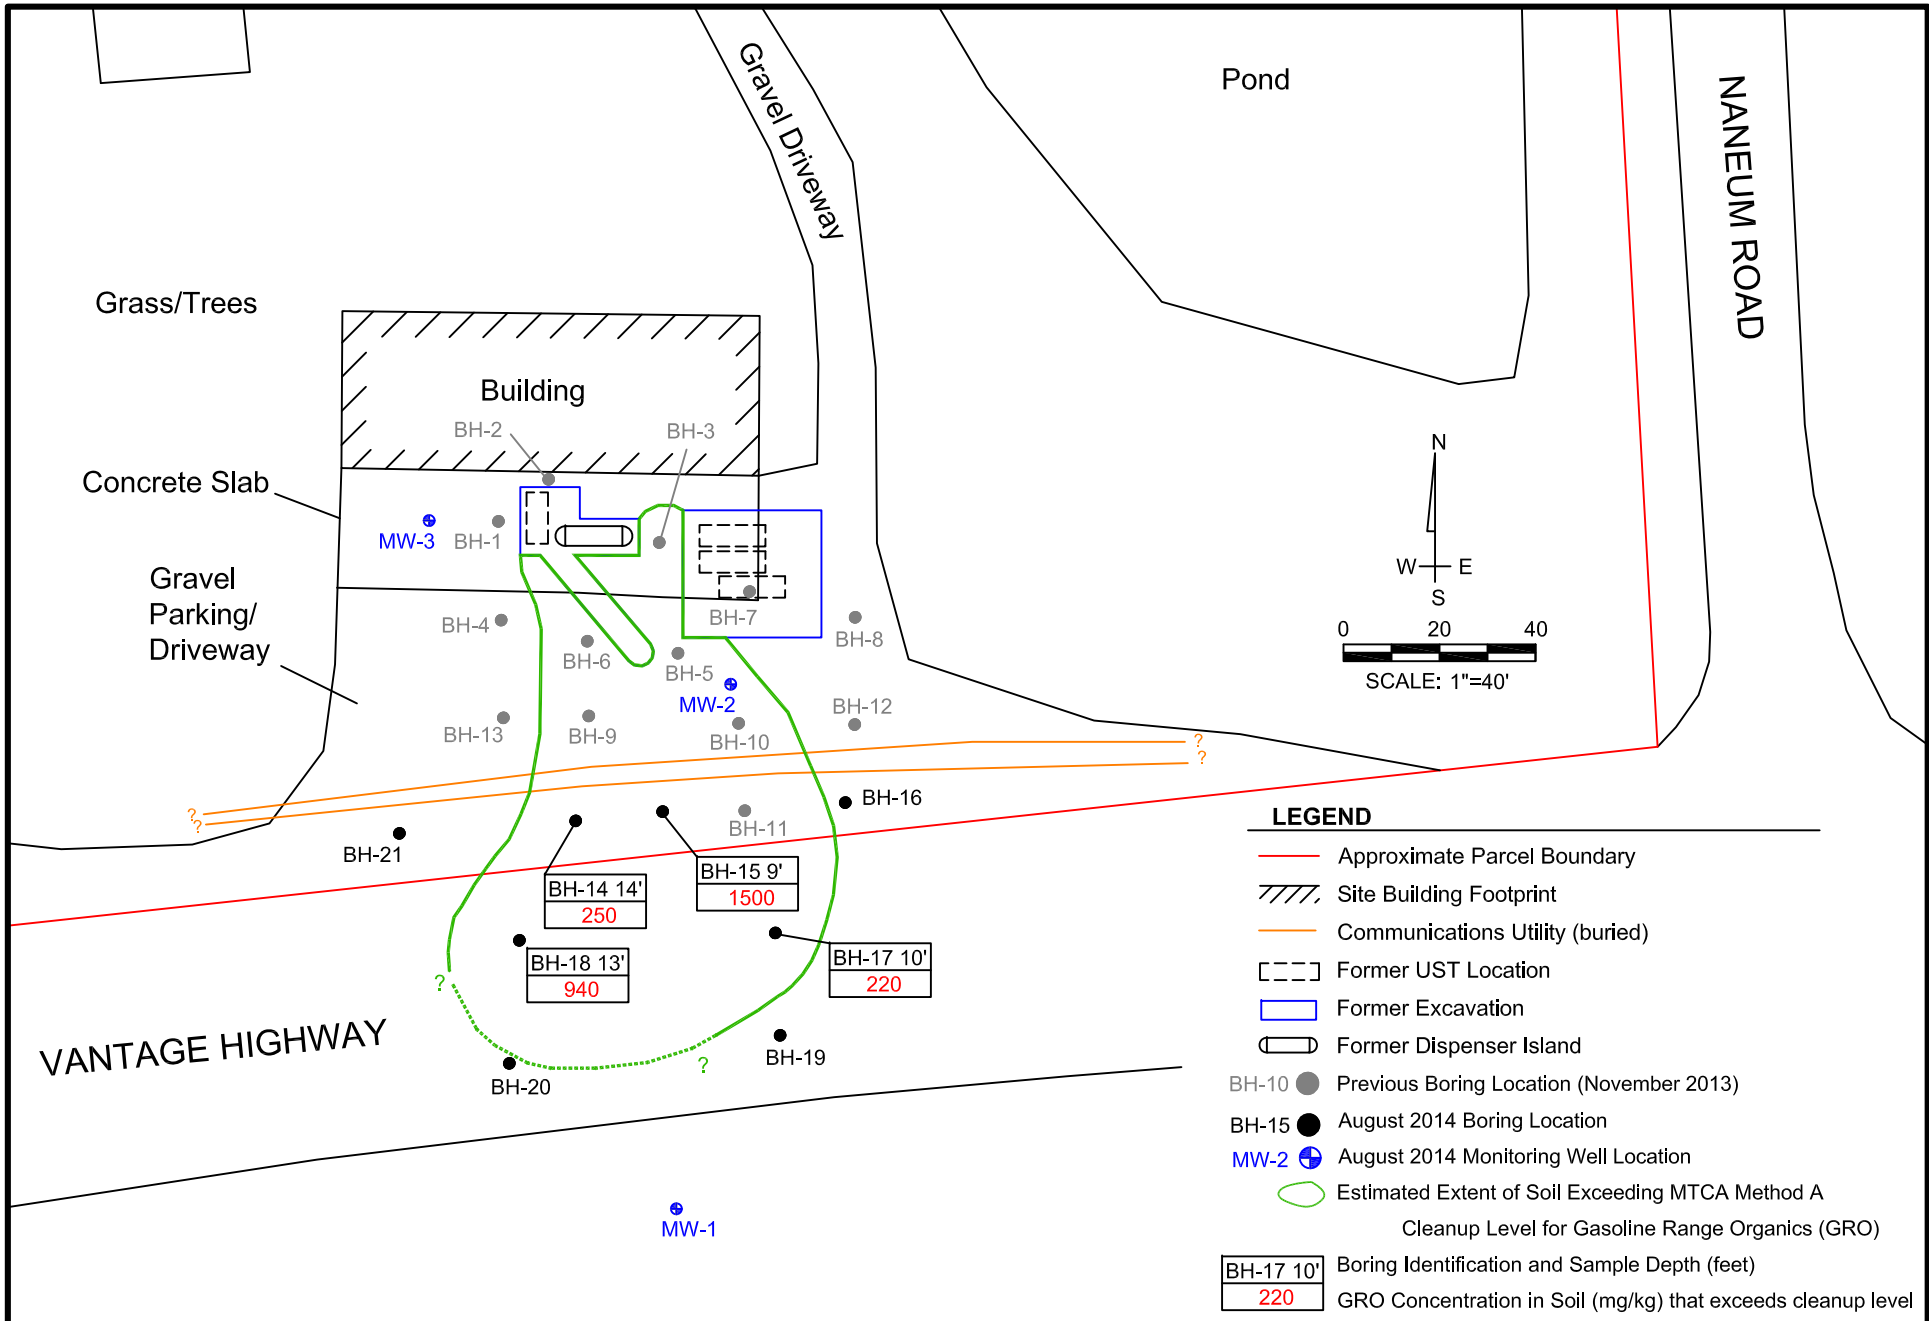 Pond
Gravel Driveway
NANEUM ROAD
Grass/Trees
Building
BH-2
BH-3
Concrete Slab
MW-3
BH-1
Gravel
Parking/
Driveway
BH-4
BH-6
BH-5
BH-7
BH-8
MW-2
BH-13
BH-9
BH-10
BH-12
N
W
E
S
0
20
40
SCALE: 1"=40'
?
?
?
?
BH-16
BH-11
BH-21
BH-14 14'
250
BH-15 9'
1500
BH-18 13'
940
BH-17 10'
220
?
?
VANTAGE HIGHWAY
BH-19
BH-20
MW-1
LEGEND
Approximate Parcel Boundary
Site Building Footprint
Communications Utility (buried)
Former UST Location
Former Excavation
Former Dispenser Island
BH-10 Previous Boring Location (November 2013)
BH-15 August 2014 Boring Location
MW-2 August 2014 Monitoring Well Location
Estimated Extent of Soil Exceeding MTCA Method A
Cleanup Level for Gasoline Range Organics (GRO)
BH-17 10' Boring Identification and Sample Depth (feet)
220 GRO Concentration in Soil (mg/kg) that exceeds cleanup level